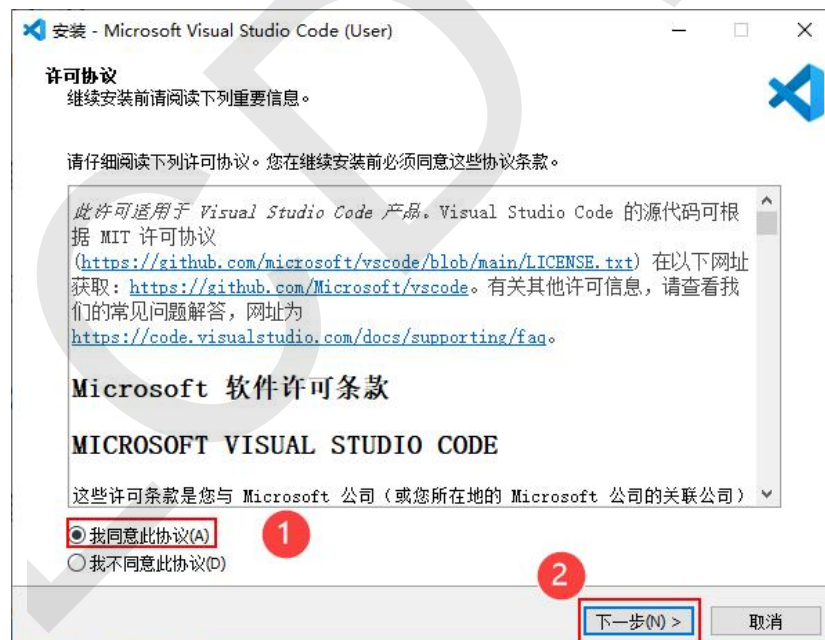 安装 - Microsoft Visual Studio Code (User)
许可协议
继续安装前请阅读下列重要信息。
请仔细阅读下列许可协议。您在继续安装前必须同意这些协议条款。
此许可适用于 Visual Studio Code 产品。Visual Studio Code 的源代码可根
据 MIT 许可协议
(https://github.com/microsoft/vscode/blob/main/LICENSE.txt) 在以下网址
获取：https://github.com/Microsoft/vscode。有关其他许可信息，请查看我
们的常见问题解答，网址为
https://code.visualstudio.com/docs/supporting/faq。
Microsoft 软件许可条款
MICROSOFT VISUAL STUDIO CODE
这些许可条款是您与 Microsoft 公司（或您所在地的 Microsoft 公司的关联公司）
我同意此协议(A)
1
我不同意此协议(D)
2
下一步(N) >
取消